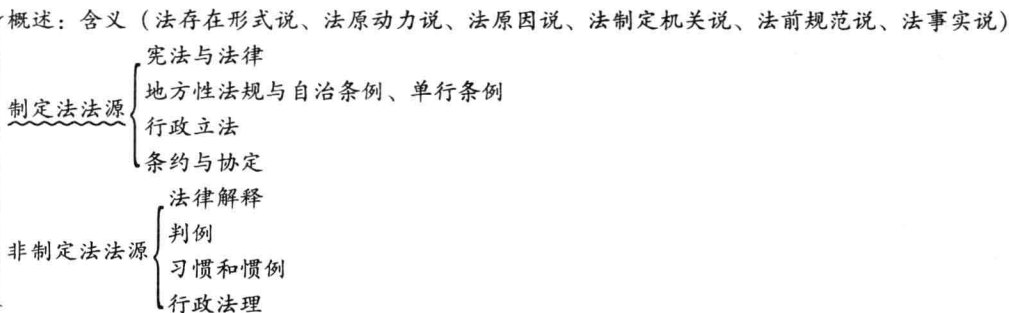 概述：含义（法存在形式说、法原动力说、法原因说、法制定机关说、法前规范说、法事实说）
宪法与法律
地方性法规与自治条例、单行条例
制定法法源
行政立法
条约与协定
法律解释
判例
非制定法法源
习惯和惯例
行政法理